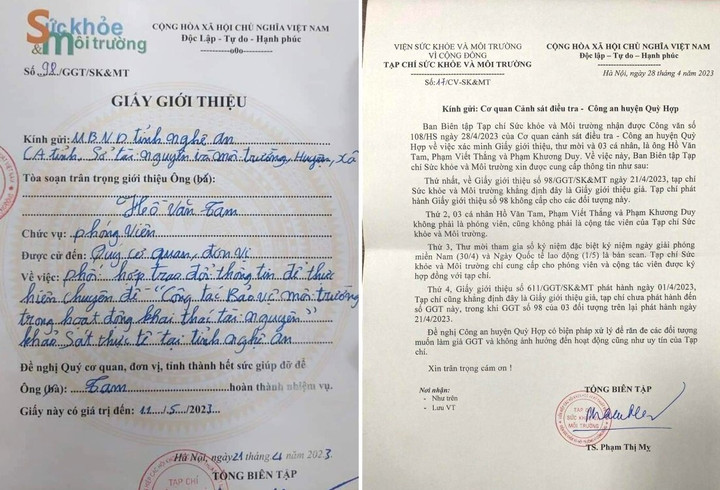 Sức khỏe
& Môi trường
CỘNG HÒA XÃ HỘI CHỦ NGHĨA VIỆT NAM
Độc Lập - Tự do - Hạnh phúc
----------o0o----------
Số: 98/GGT/SK&MT
GIẤY GIỚI THIỆU
Kính gửi: U.B.N.D tỉnh nghệ an
CA tỉnh, Sở tài nguyên và môi trường, Huyện, xã
Tòa soạn trân trọng giới thiệu Ông (bà):
Hồ Văn Tam
Chức vụ: phóng viên
Được cử đến: Quý cơ quan, đơn vị
Về việc: phối hợp trao đổi thông tin để thực
hiện chuyên đề "Công tác Bảo vệ môi trường
trong hoạt động khai thác tài nguyên"
khảo sát thực tế tại tỉnh nghệ an
Đề nghị Quý cơ quan, đơn vị, tính thành hết sức giúp đỡ để
Ông (bà): Tam hoàn thành nhiệm vụ.
Giấy này có giá trị đến: 11 / 5 / 2023
Hà Nội, ngày 21 tháng 4 năm 2023
TỔNG BIÊN TẬP
TẠP CHÍ
VIỆN SỨC KHỎE VÀ MÔI TRƯỜNG
VÌ CỘNG ĐỒNG
TẠP CHÍ SỨC KHỎE VÀ MÔI TRƯỜNG
Số: 17/CV-SK&MT
CỘNG HÒA XÃ HỘI CHỦ NGHĨA VIỆT NAM
Độc lập – Tự do – Hạnh phúc
Hà Nội, ngày 28 tháng 4 năm 2023
Kính gửi: Cơ quan Cảnh sát điều tra - Công an huyện Quỳ Hợp
Ban Biên tập Tạp chí Sức khỏe và Môi trường nhận được Công văn số
108/HS ngày 28/4/2023 của Cơ quan cảnh sát điều tra - Công an huyện Quỳ
Hợp về việc xác minh Giấy giới thiệu, thư mời và 03 cá nhân, là ông Hồ Văn
Tam, Phạm Viết Thắng và Phạm Khương Duy. Về việc này, Ban Biên tập Tạp
chí Sức khỏe và Môi trường xin được cung cấp thông tin như sau:
Thứ nhất, về Giấy giới thiệu số 98/GGT/SK&MT ngày 21/4/2023, tạp
chí Sức khỏe và Môi trường khẳng định đây là Giấy giới thiệu giả. Tạp chí phát
hành Giấy giới thiệu số 98 không cấp cho các đối tượng này.
Thứ 2, 03 cá nhân Hồ Văn Tam, Phạm Viết Thắng và Phạm Khương Duy
không phải là phóng viên, cũng không phải là cộng tác viên của Tạp chí Sức
khỏe và Môi trường.
Thứ 3, Thư mời tham gia số kỷ niệm đặc biệt kỷ niệm ngày giải phóng
miền Nam (30/4) và Ngày Quốc tế lao động (1/5) là bản scan. Tạp chí Sức
khỏe và Môi trường chỉ cung cấp cho phóng viên và cộng tác viên được ký
hợp đồng với tạp chí.
Thứ 4, Giấy giới thiệu số 611/GGT/SK&MT phát hành ngày 01/4/2023,
Tạp chí cũng khẳng định là Giấy giới thiệu giả, tạp chí chưa phát hành đến
số GGT này, trong khi GGT số 98 của 03 đối tượng trên lại phát hành ngày
21/4/2023.
Đề nghị Công an huyện Quỳ Hợp có biện pháp xử lý để răn đe các đối tượng
muốn làm giả GGT và không ảnh hưởng đến hoạt động cũng như uy tín của Tạp
chí.
Xin trân trọng cảm ơn !
Nơi nhận:
- Như trên
- Lưu VT
TỔNG BIÊN TẬP
TẠP CHÍ
SỨC KHỎE
MÔI TRƯỜNG
TS. Phạm Thị Mỵ